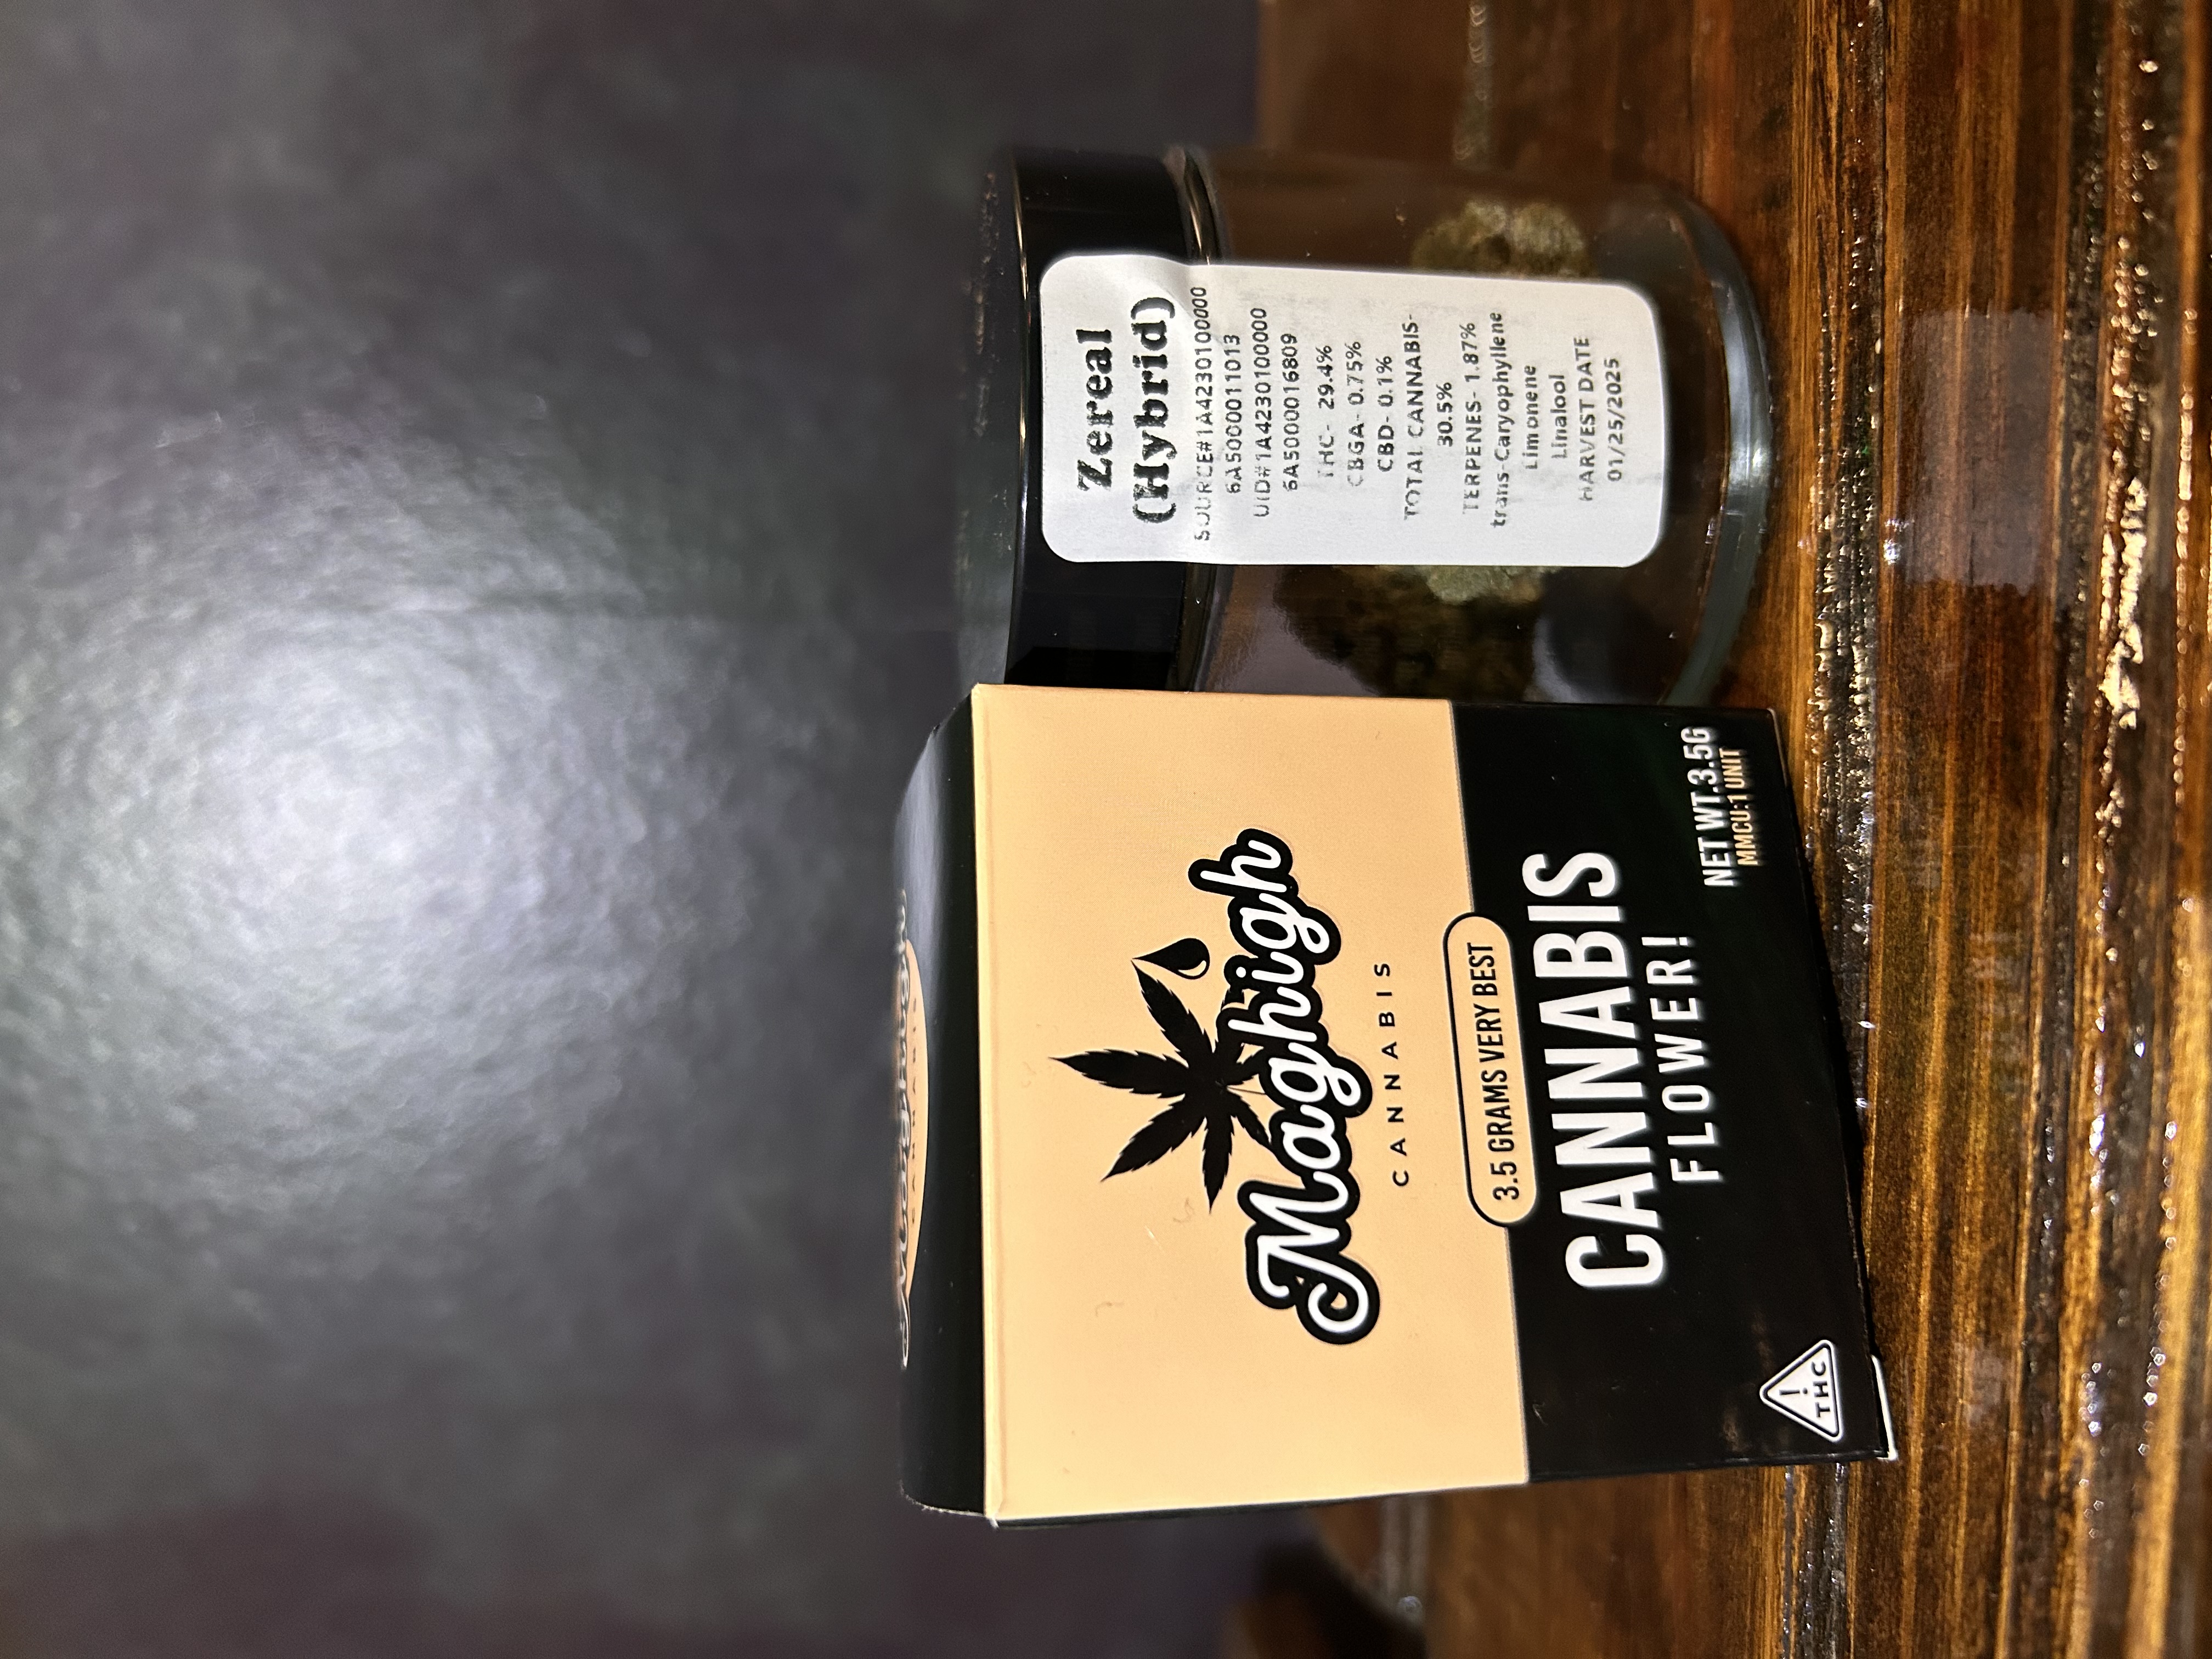 Maghigh
CANNABIS
3.5 GRAMS VERY BEST
CANNABIS
FLOWER!
NET WT.3.5G
MMCU:1 UNIT
!
THC
Zereal
(Hybrid)
SOURCE#1A4230100000
6A50000011013
UID#1A4230100000
6A5000016809
THC- 29.4%
CBGA- 0.75%
CBD- 0.1%
TOTAL CANNABIS-
30.5%
TERPENES- 1.87%
trans-Caryophyllene
Limonene
Linalool
HARVEST DATE
01/25/2025